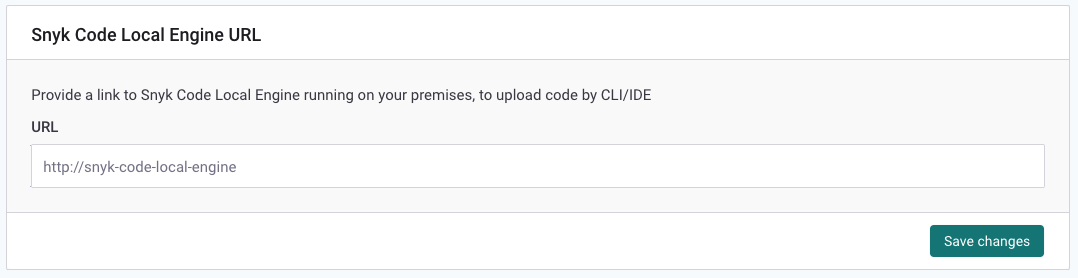 Snyk Code Local Engine URL
Provide a link to Snyk Code Local Engine running on your premises, to upload code by CLI/IDE
URL
http://snyk-code-local-engine
Save changes